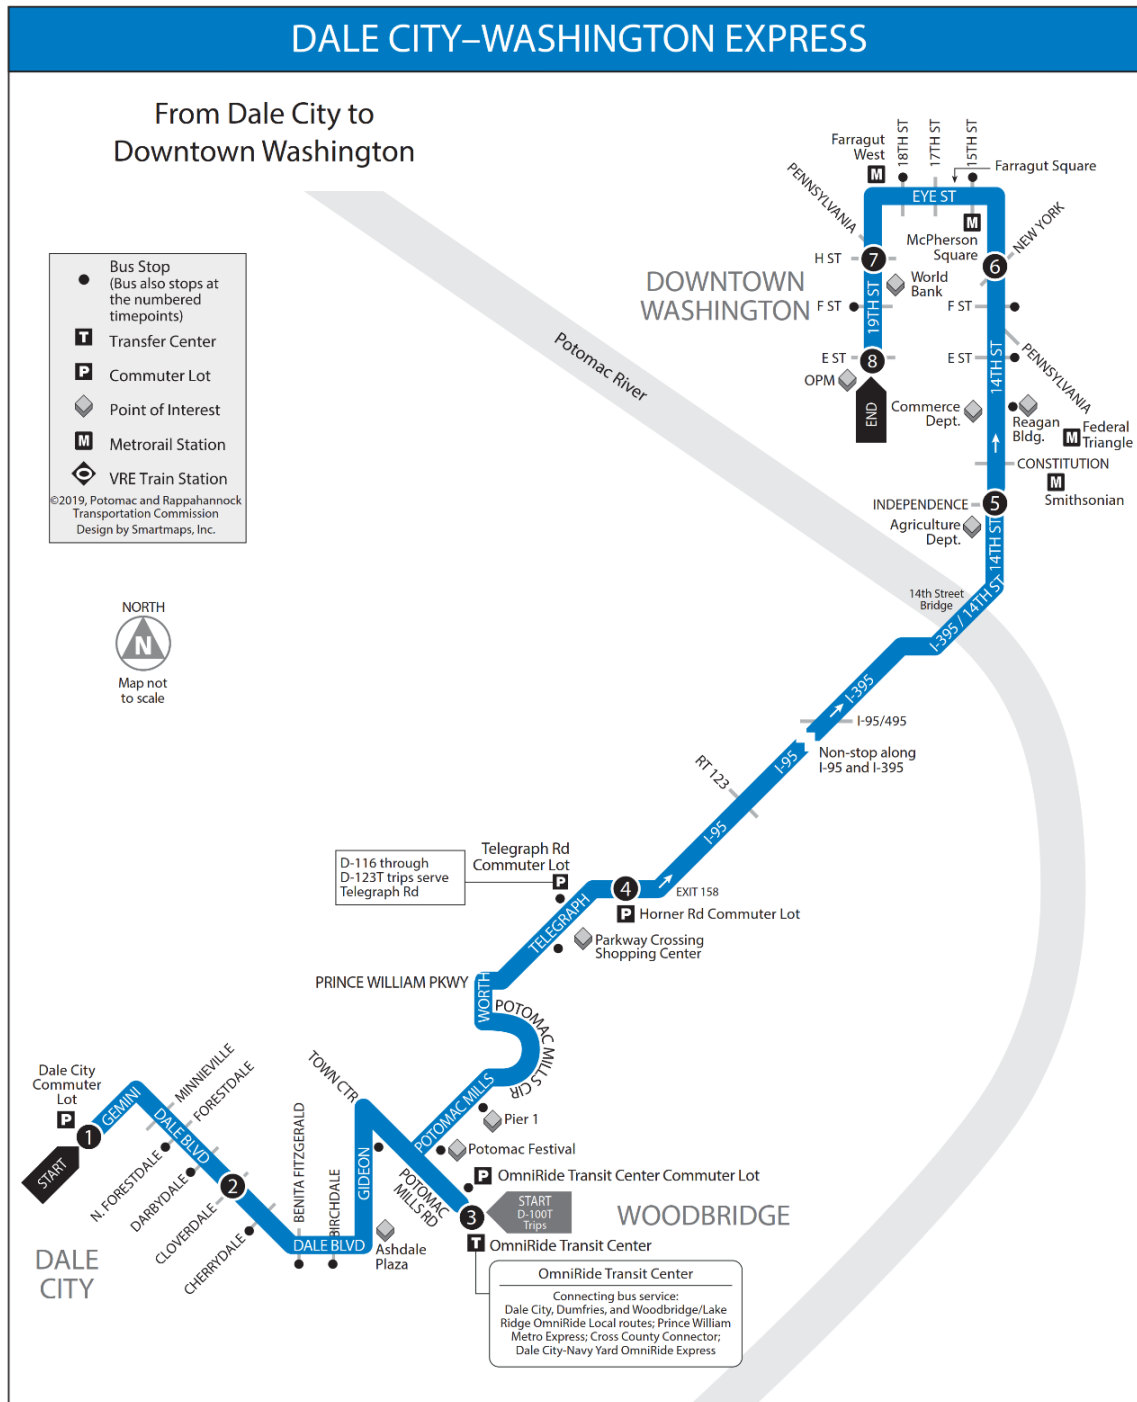 DALE CITY–WASHINGTON EXPRESS
From Dale City to
Downtown Washington
Bus Stop
(Bus also stops at
the numbered
timepoints)
T Transfer Center
P Commuter Lot
Point of Interest
M Metrorail Station
VRE Train Station
©2019, Potomac and Rappahannock
Transportation Commission
Design by Smartmaps, Inc.
NORTH
N
Map not
to scale
Farragut
West
M
18TH ST
17TH ST
15TH ST
Farragut Square
EYE ST
PENNSYLVANIA
M
McPherson
Square
NEW YORK
H ST
7
6
World
Bank
DOWNTOWN
WASHINGTON
F ST
19TH ST
F ST
E ST
8
E ST
14TH ST
PENNSYLVANIA
OPM
END
Commerce
Dept.
Reagan
Bldg.
M
Federal
Triangle
CONSTITUTION
M
Smithsonian
INDEPENDENCE
5
Agriculture
Dept.
14TH ST
Potomac River
14th Street
Bridge
I-395 / 14TH ST
I-395
I-95/495
Non-stop along
I-95 and I-395
I-95
RT 123
I-95
Telegraph Rd
Commuter Lot
P
D-116 through
D-123T trips serve
Telegraph Rd
4
EXIT 158
P Horner Rd Commuter Lot
TELEGRAPH
Parkway Crossing
Shopping Center
PRINCE WILLIAM PKWY
WORTH
POTOMAC MILLS CIR
POTOMAC MILLS
Pier 1
Potomac Festival
TOWN CTR
Dale City
Commuter
Lot
P
1
START
GEMINI
MINNIEVILLE
FORESTDALE
DALE BLVD
N. FORESTDALE
DARBYDALE
2
CLOVERDALE
CHERRYDALE
BENITA FITZGERALD
BIRCHDALE
DALE BLVD
GIDEON
Ashdale
Plaza
POTOMAC
MILLS RD
P OmniRide Transit Center Commuter Lot
3
START
D-100T
Trips
WOODBRIDGE
T OmniRide Transit Center
DALE
CITY
OmniRide Transit Center
Connecting bus service:
Dale City, Dumfries, and Woodbridge/Lake
Ridge OmniRide Local routes; Prince William
Metro Express; Cross County Connector;
Dale City-Navy Yard OmniRide Express